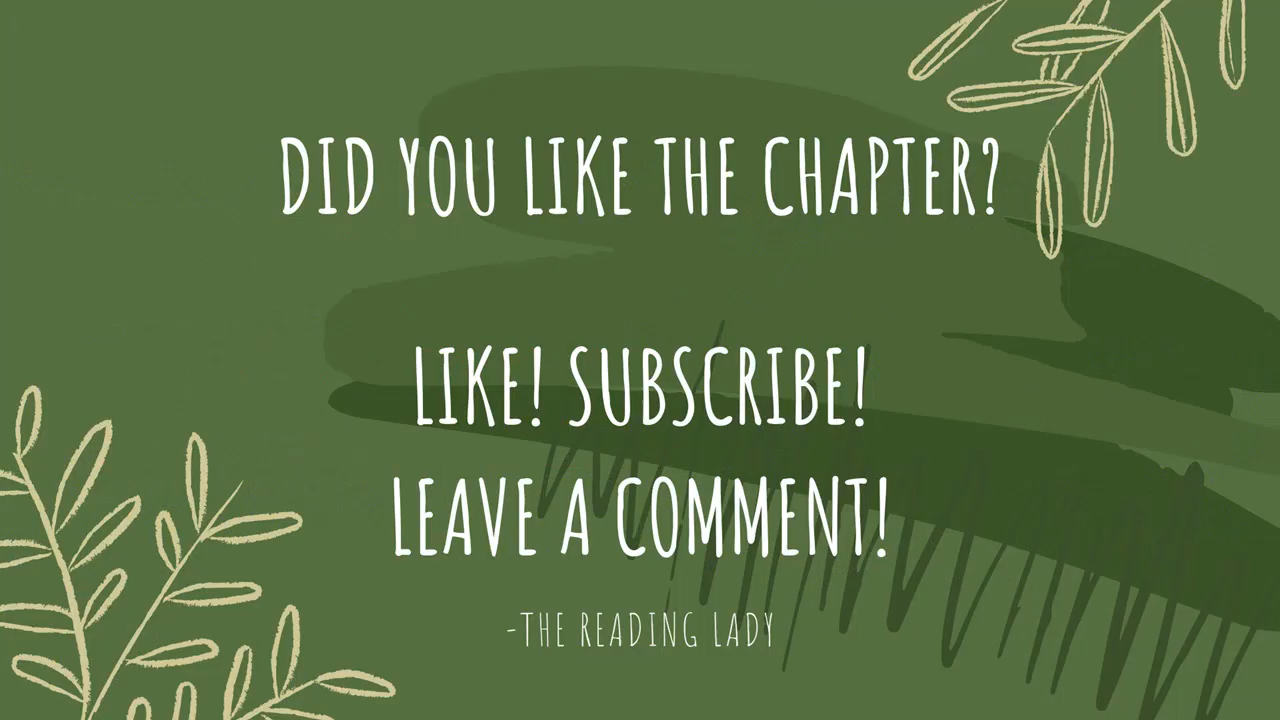 DID YOU LIKE THE CHAPTER?
LIKE! SUBSCRIBE!
LEAVE A COMMENT!
-THE READING LADY